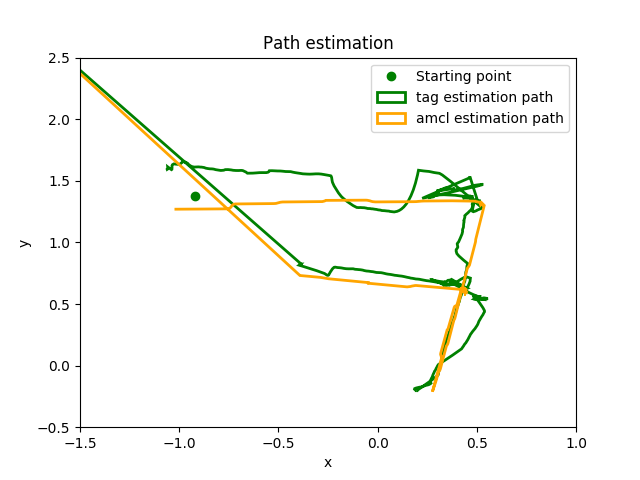 Path estimation
Starting point
tag estimation path
amcl estimation path
2.5
2.0
1.5
1.0
0.5
0.0
−0.5
y
−1.5 −1.0 −0.5 0.0 0.5 1.0
x